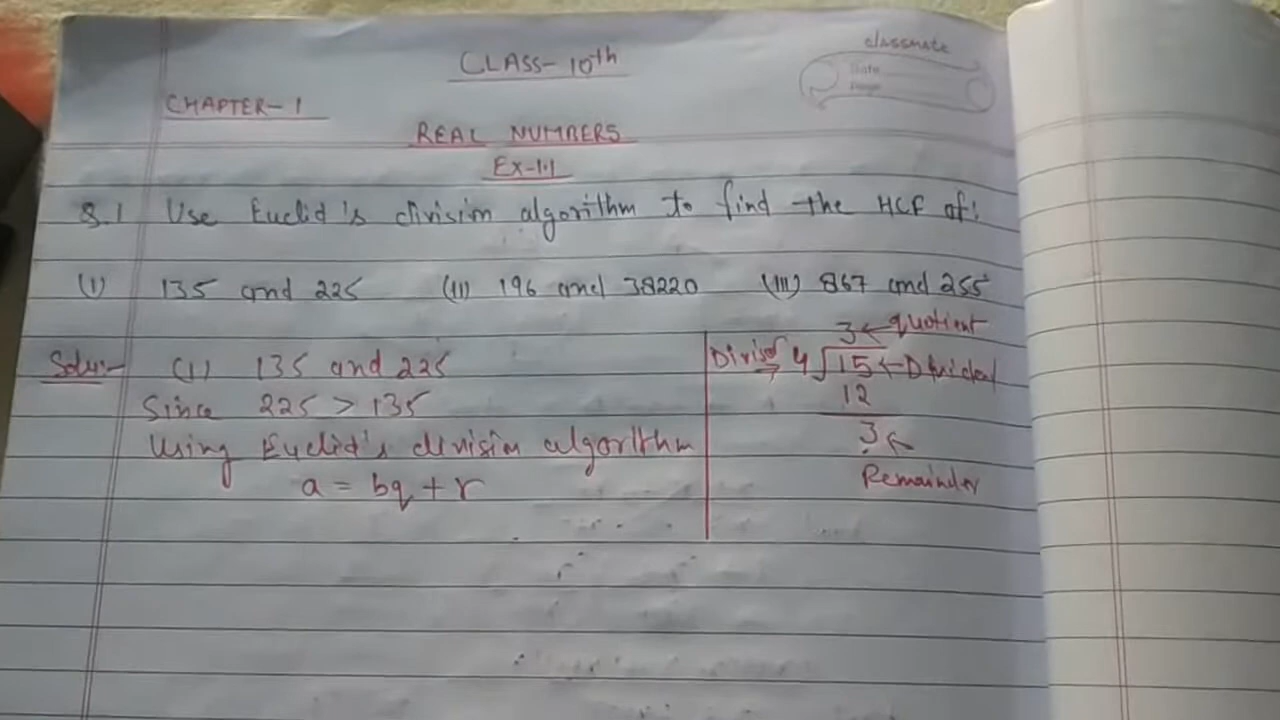 classmate
CLASS- 10th
Date
Page
CHAPTER- 1
REAL NUMBERS
EX-1.1
Q.1 Use Euclid's division algorithm to find the HCF of:
(I) 135 and 225 (II) 196 and 38220 (III) 867 and 255
Solu:- (I) 135 and 225
Since 225 > 135
Using Euclid's division algorithm
a = bq + r
3 ← quotient
Divisor → 4 √15 ← Dividend
12
3 ←
Remainder